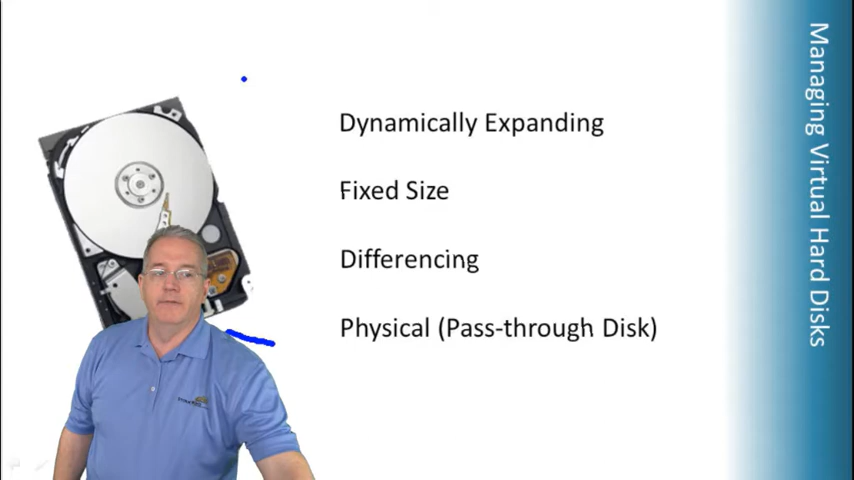 Dynamically Expanding
Fixed Size
Differencing
Physical (Pass-through Disk)
Managing Virtual Hard Disks